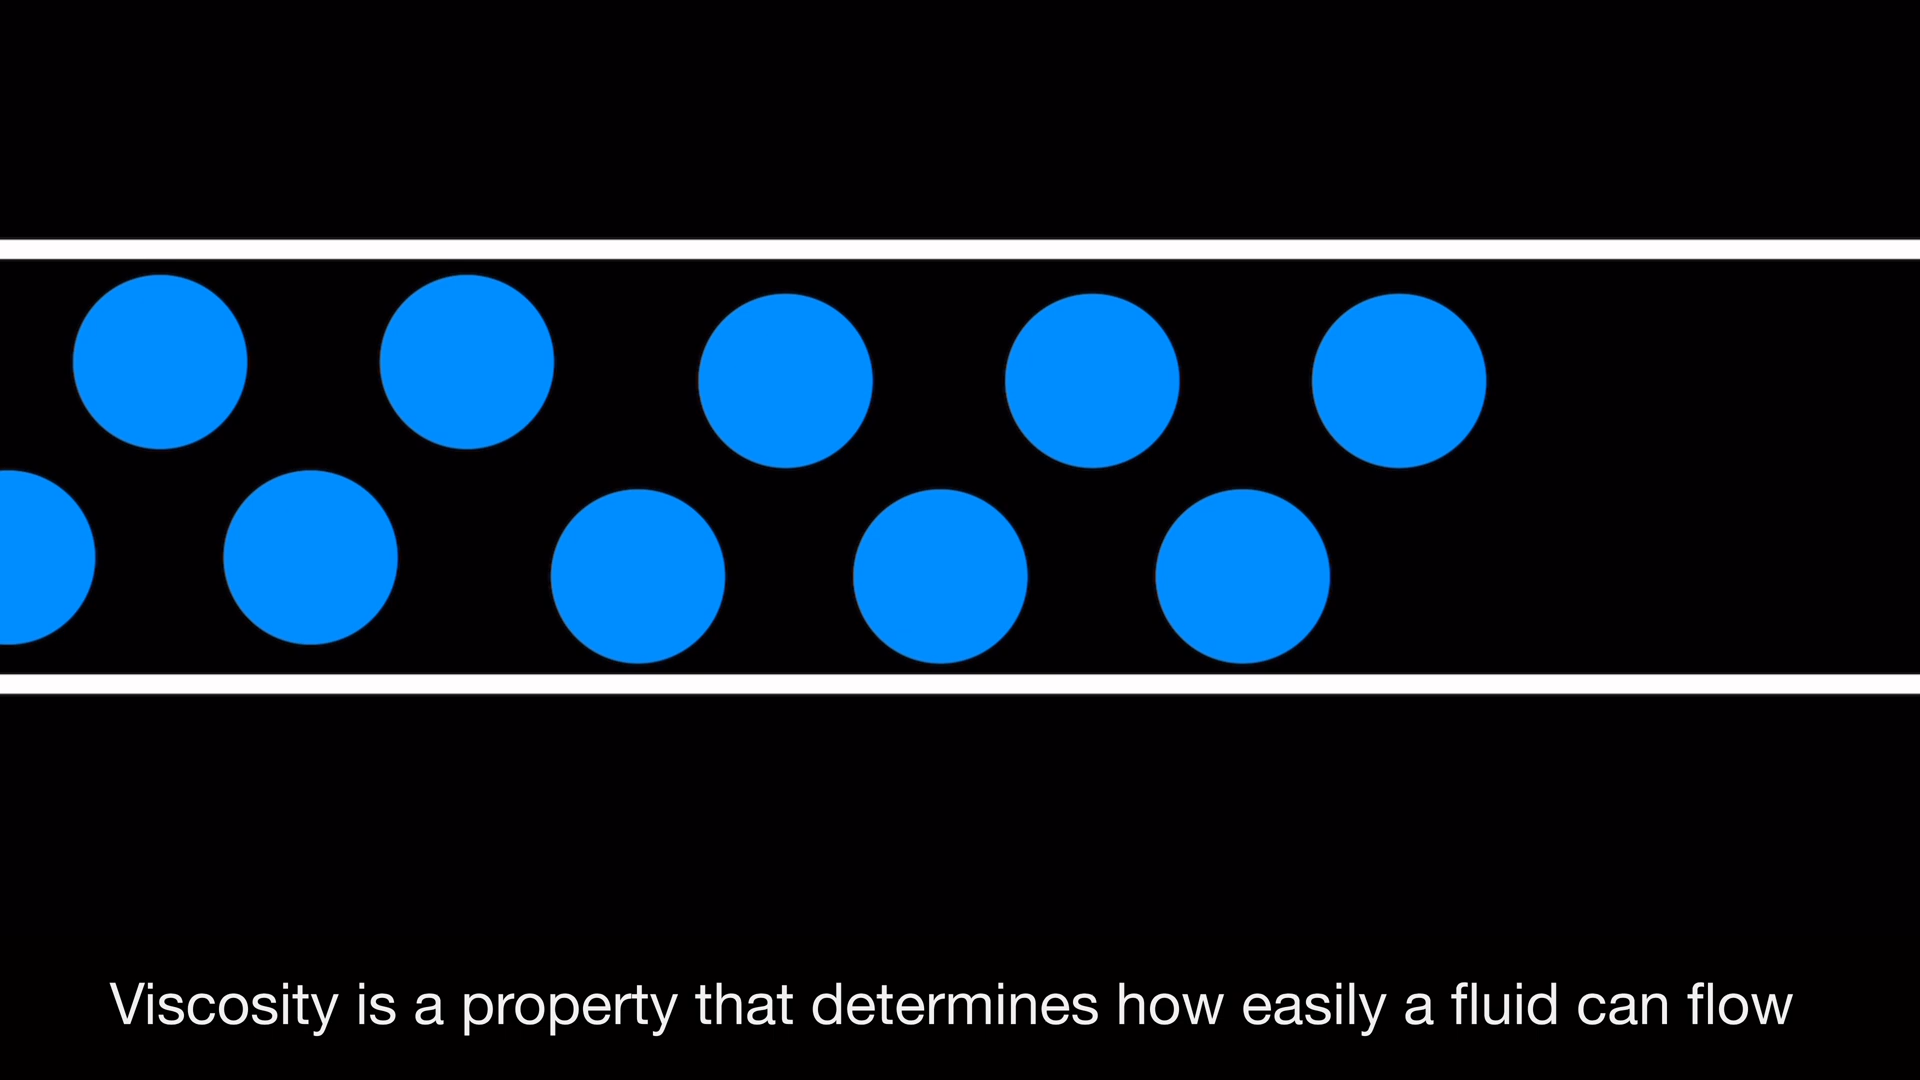 Viscosity is a property that determines how easily a fluid can flow